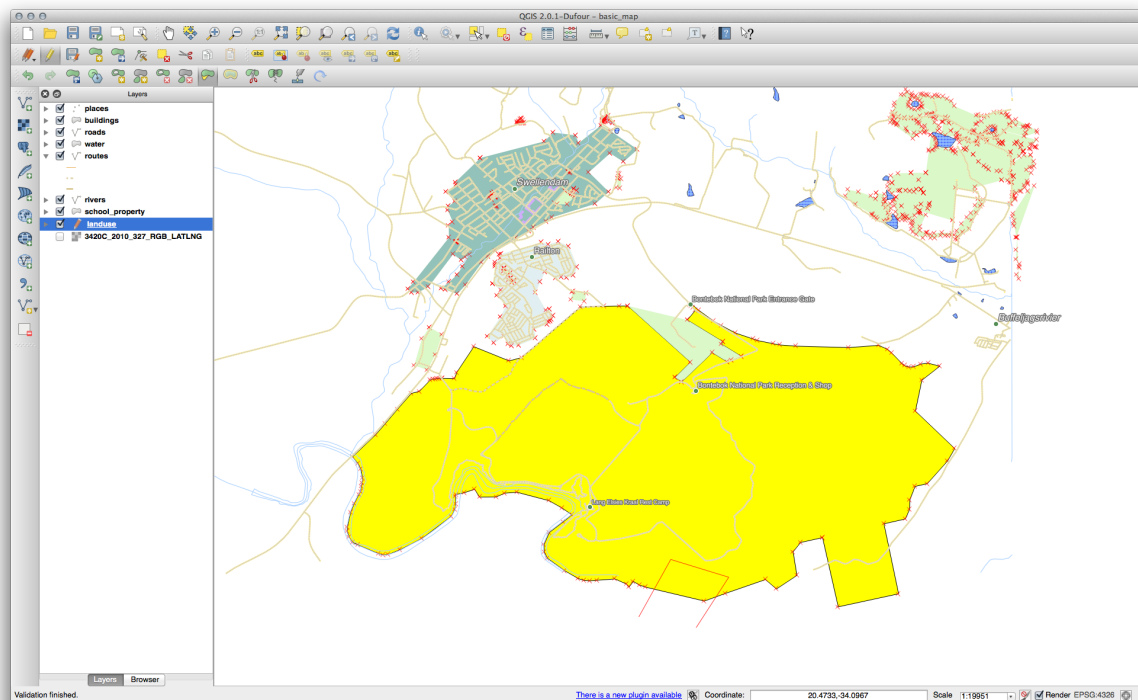 QGIS 2.0.1-Dufour - basic_map
Layers
places
buildings
roads
water
routes
rivers
school_property
landuse
3420C_2010_327_RGB_LATLNG
Swellendam
Railton
Bontebok National Park Entrance Gate
Buffeljagsrivier
Bontebok National Park Reception & Shop
Lang Elsies Kraal Rest Camp
Layers Browser
Validation finished. There is a new plugin available Coordinate: 20.4733,-34.0967 Scale 1:19951 Render EPSG:4326